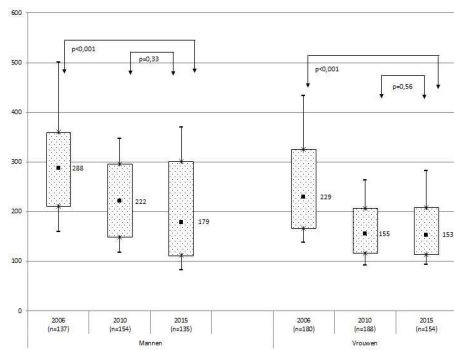 600
500
400
300
200
100
0
p<0,001
p=0,33
p<0,001
p=0,56
288
222
179
229
155
153
2006 2010 2015 2006 2010 2015
(n=137) (n=154) (n=135) (n=180) (n=188) (n=154)
Mannen Vrouwen